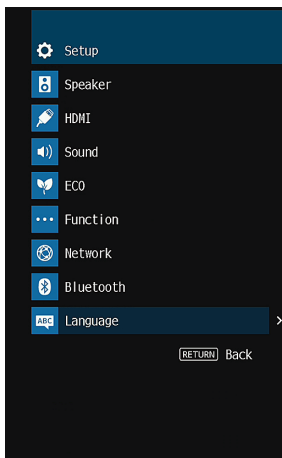 Setup
Speaker
HDMI
Sound
ECO
Function
Network
Bluetooth
ABC Language
RETURN Back